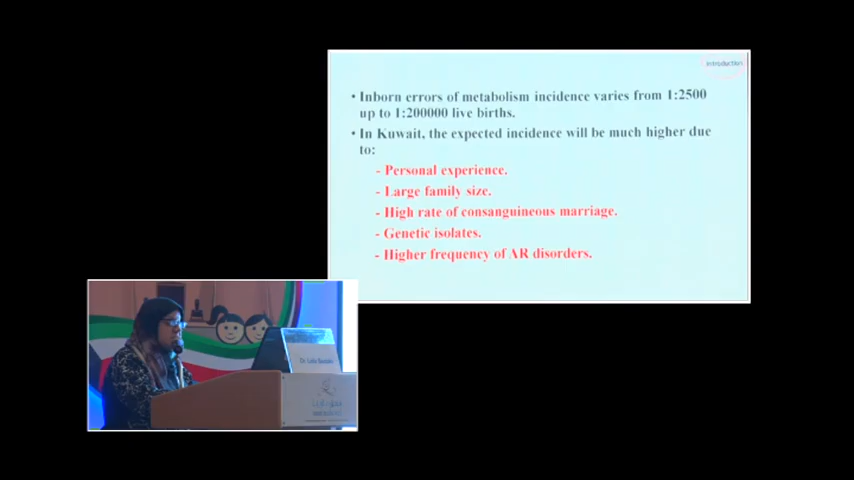 introduction
• Inborn errors of metabolism incidence varies from 1:2500
up to 1:200000 live births.
• In Kuwait, the expected incidence will be much higher due
to:
- Personal experience.
- Large family size.
- High rate of consanguineous marriage.
- Genetic isolates.
- Higher frequency of AR disorders.
Dr. Laila